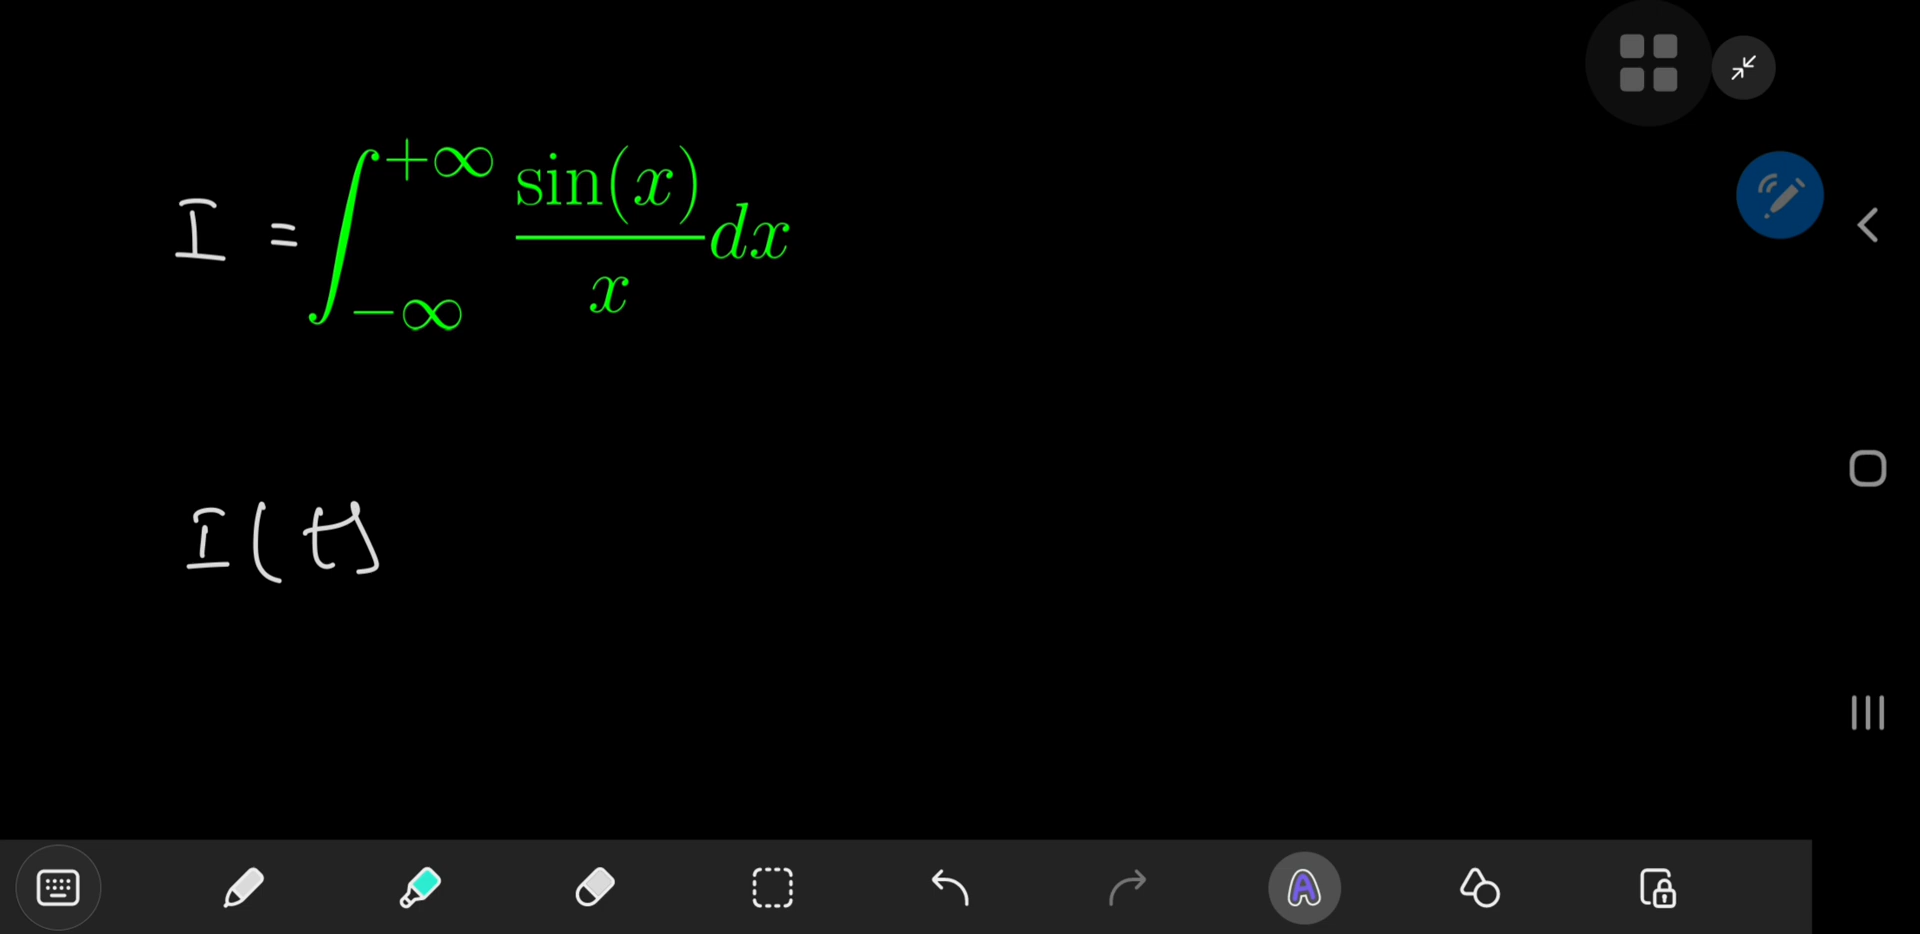 I = ∫_{-∞}^{+∞} sin(x)/x dx
I(t)